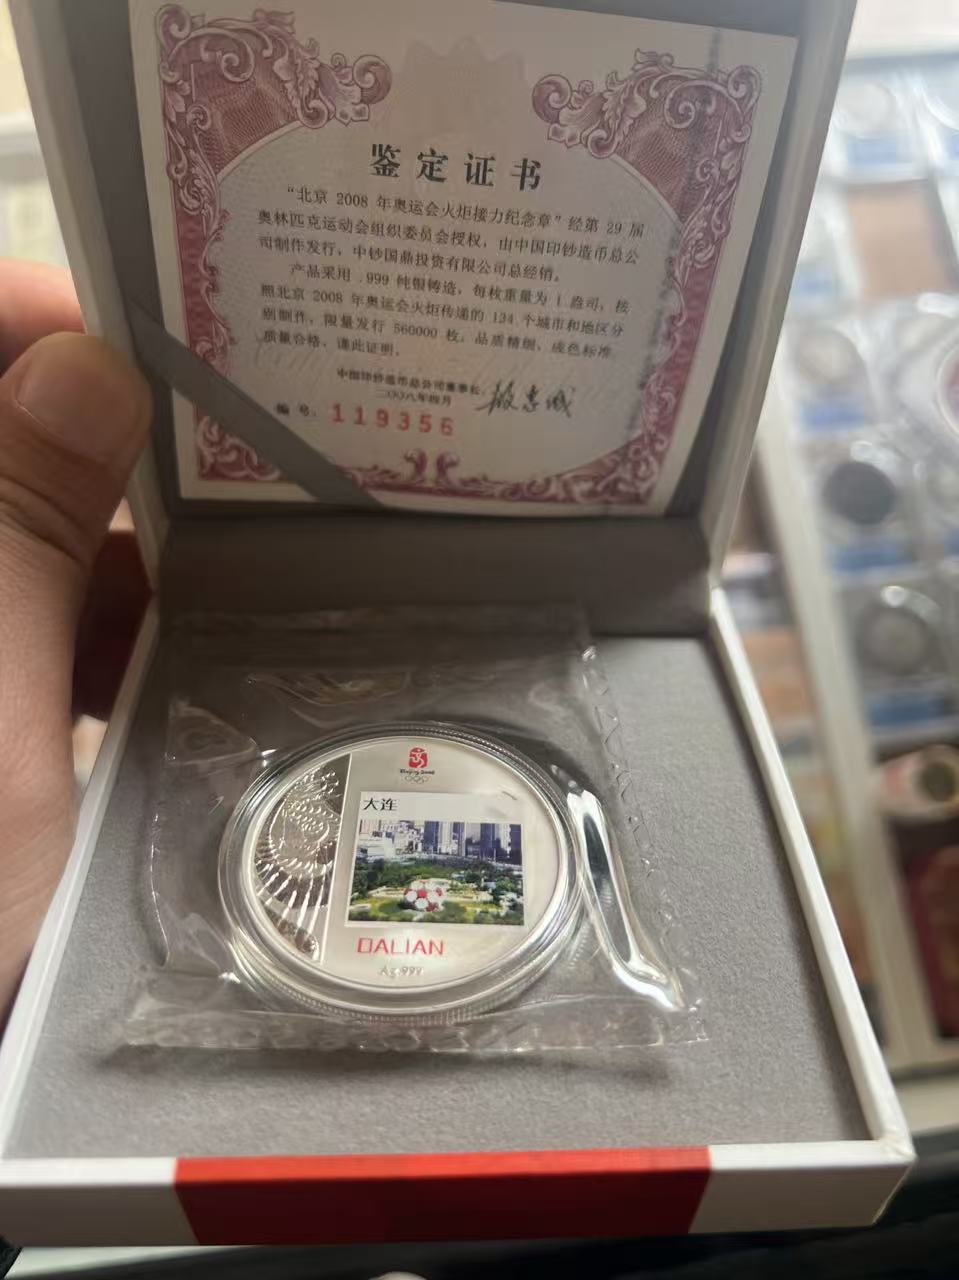 鉴定证书
“北京 2008 年奥运会火炬接力纪念章”经第 29 届
奥林匹克运动会组织委员会授权，由中国印钞造币总公
司制作发行，中钞国鼎投资有限公司总经销。
产品采用 .999 纯银铸造，每枚重量为 1 盎司，按
照北京 2008 年奥运会火炬传递的 134 个城市和地区分
别制作，限量发行 560000 枚。品质精细、成色标准、
质量合格，谨此证明。
中国印钞造币总公司董事长：
二〇〇八年四月
编号：119356
Beijing 2008
大连
DALIAN
Ag.999